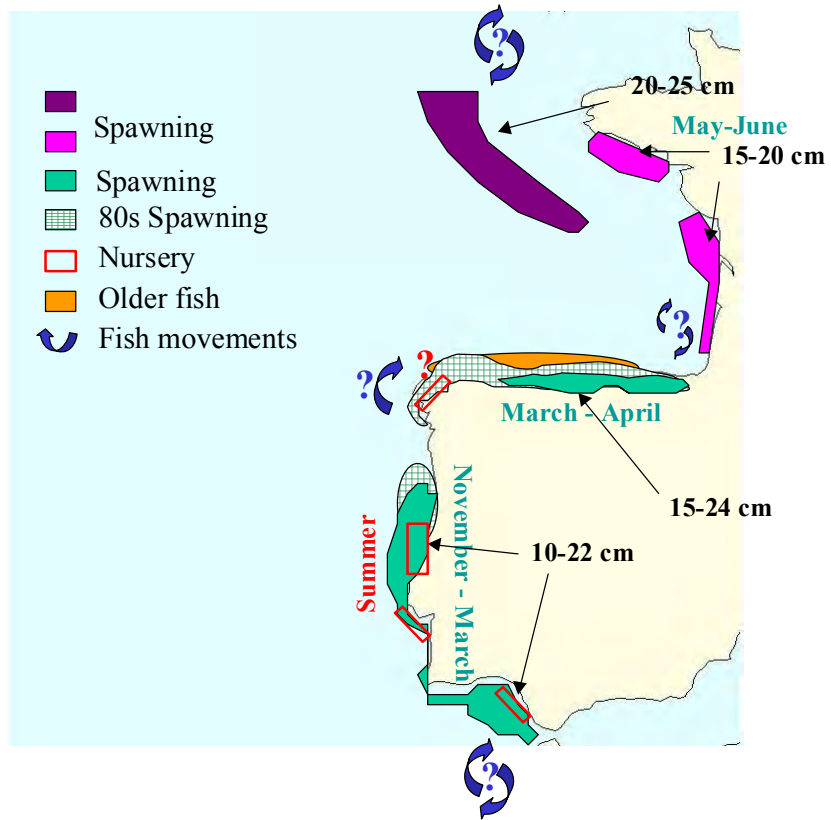 ?
20-25 cm
May-June
15-20 cm
Spawning
Spawning
80s Spawning
Nursery
Older fish
Fish movements
?
?
?
March - April
15-24 cm
November - March
Summer
10-22 cm
?